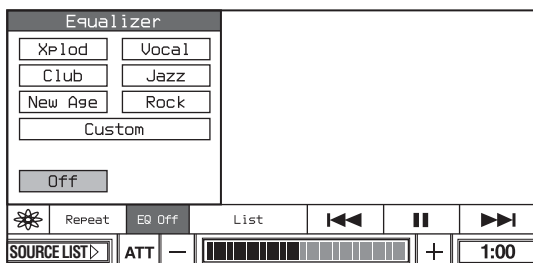 Equalizer
Xplod Vocal
Club Jazz
New Age Rock
Custom
Off
Repeat EQ Off List
SOURCE LIST ATT − + 1:00